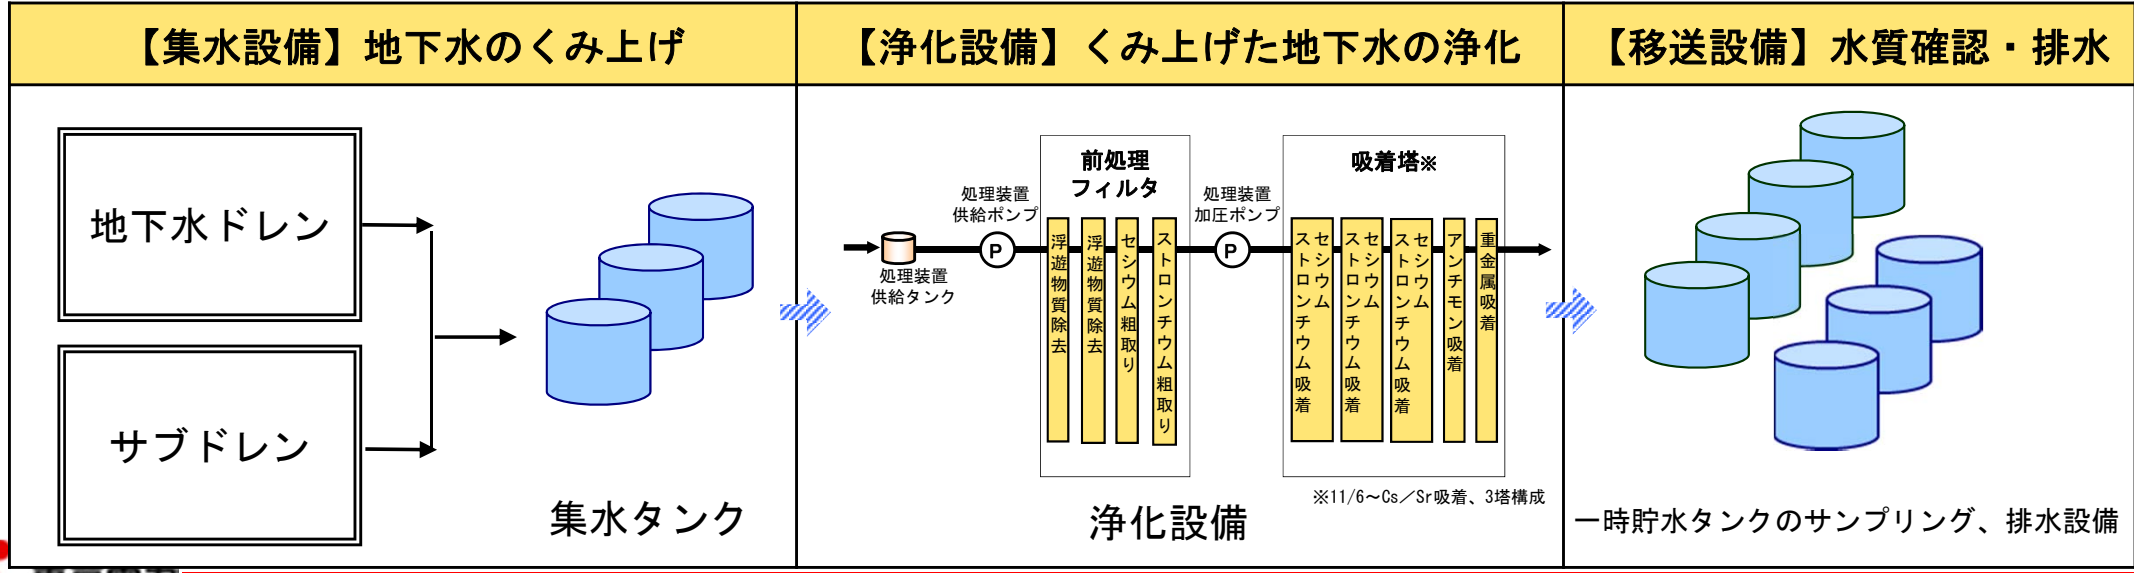 【集水設備】地下水のくみ上げ
【浄化設備】くみ上げた地下水の浄化
【移送設備】水質確認・排水
地下水ドレン
サブドレン
集水タンク
処理装置
供給タンク
処理装置
供給ポンプ
前処理
フィルタ
浮遊物質除去
浮遊物質除去
セシウム粗取り
ストロンチウム粗取り
処理装置
加圧ポンプ
P
P
吸着塔※
セシウム
ストロンチウム吸着
セシウム
ストロンチウム吸着
セシウム
ストロンチウム吸着
アンチモン吸着
重金属吸着
※11/6～Cs／Sr吸着、3塔構成
浄化設備
一時貯水タンクのサンプリング、排水設備